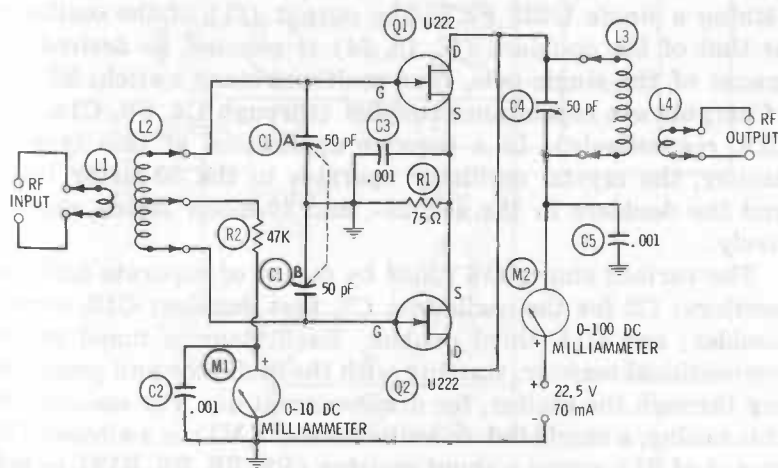 Q1 U222
D
G
S
L3
L2
L1
L4
C1 A 50 pF
C3
.001
C4 50 pF
RF
INPUT
RF
OUTPUT
R1
75 Ω
R2 47K
C1 B 50 pF
C5 .001
M2
S
G
D
0-100 DC
MILLIAMMETER
+
M1
+
Q2 U222
C2
.001
0-10 DC
MILLIAMMETER
+ 22.5 V
70 mA